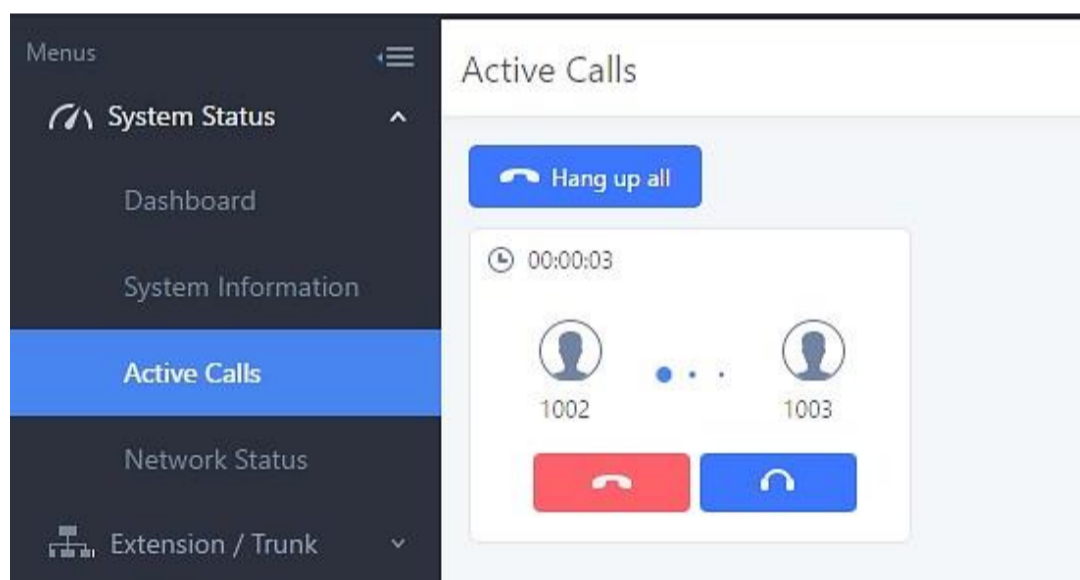 Menus
System Status
Dashboard
System Information
Active Calls
Network Status
Extension / Trunk
Active Calls
Hang up all
00:00:03
1002
1003